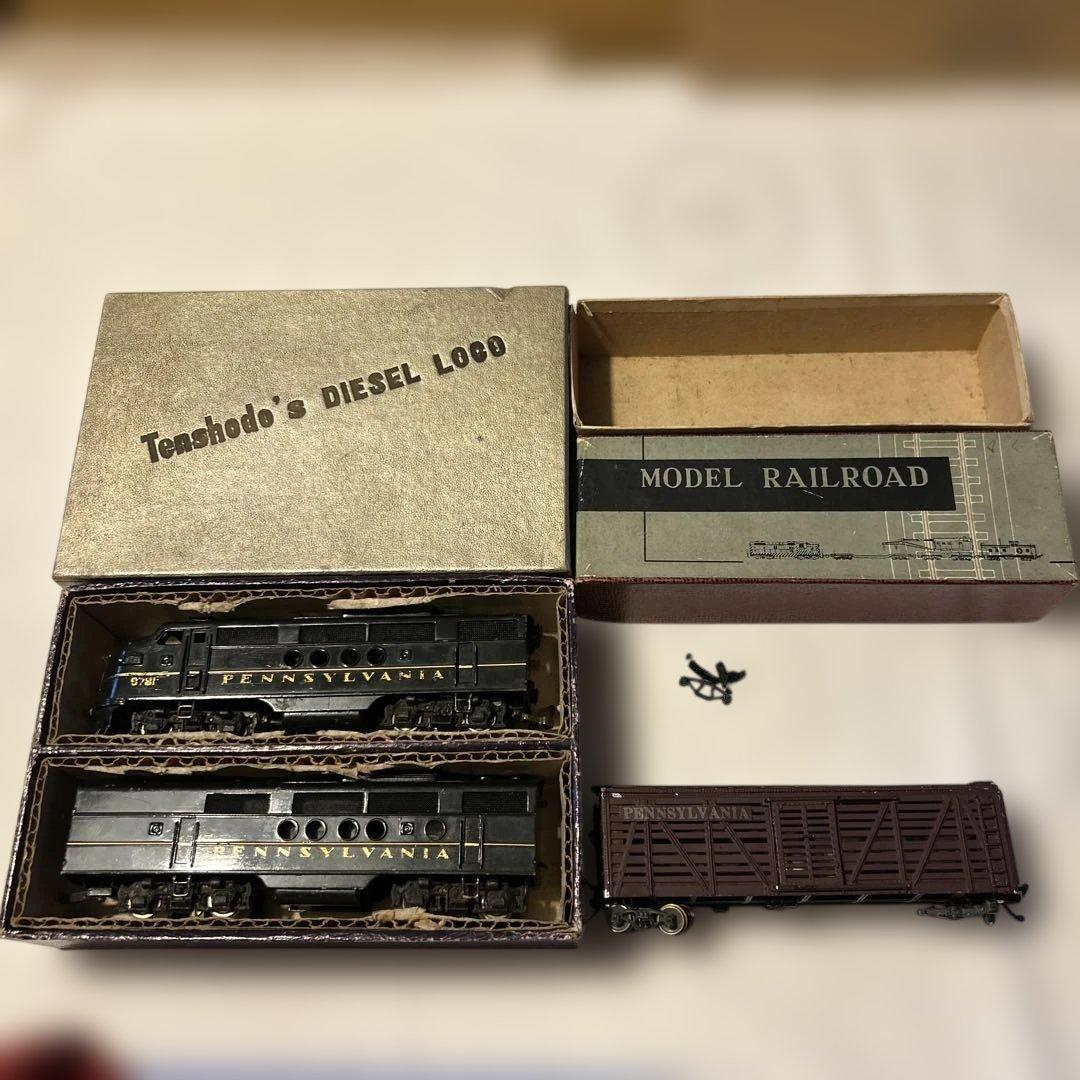 Tenshodo's DIESEL LOCO
MODEL RAILROAD
PENNSYLVANIA
PENNSYLVANIA
PENNSYLVANIA